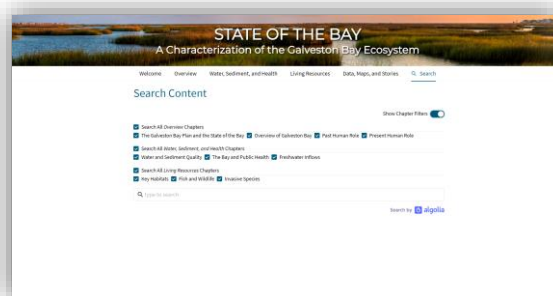 STATE OF THE BAY
A Characterization of the Galveston Bay Ecosystem
Welcome Overview Water, Sediment, and Health Living Resources Data, Maps, and Stories Search
Search Content
Show Chapter Filters
Search All Overview Chapters
The Galveston Bay Plan and the State of the Bay Overview of Galveston Bay Past Human Role Present Human Role
Search All Water, Sediment, and Health Chapters
Water and Sediment Quality The Bay and Public Health Freshwater Inflows
Search All Living Resources Chapters
Key Habitats Fish and Wildlife Invasive Species
Type to search
Search by algolia